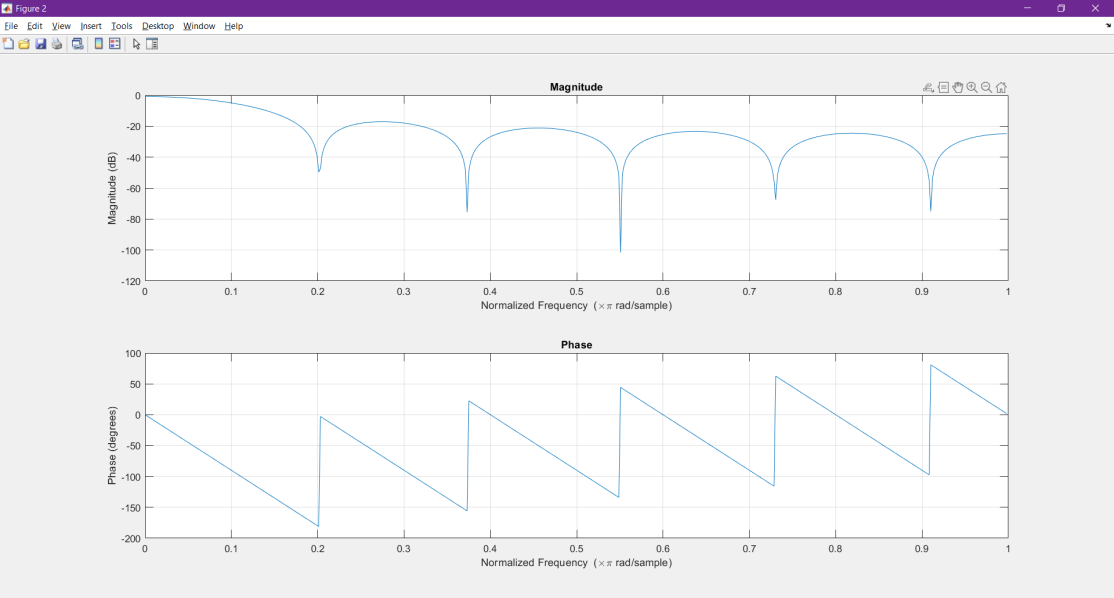 Figure 2
File Edit View Insert Tools Desktop Window Help
Magnitude
0
-20
-40
-60
-80
-100
-120
Magnitude (dB)
0 0.1 0.2 0.3 0.4 0.5 0.6 0.7 0.8 0.9 1
Normalized Frequency (×π rad/sample)
Phase
100
50
0
-50
-100
-150
-200
Phase (degrees)
0 0.1 0.2 0.3 0.4 0.5 0.6 0.7 0.8 0.9 1
Normalized Frequency (×π rad/sample)